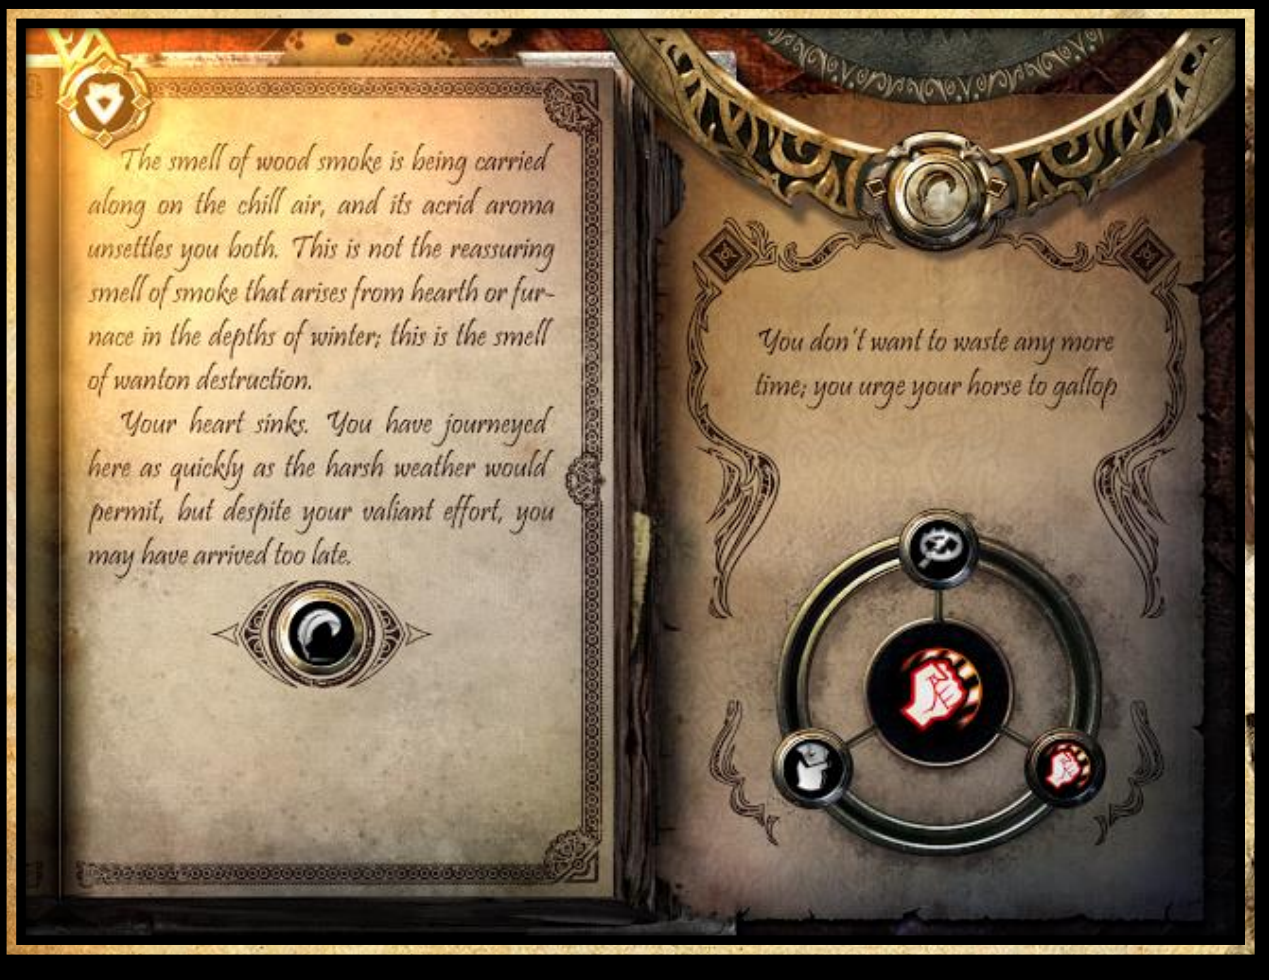 The smell of wood smoke is being carried
along on the chill air, and its acrid aroma
unsettles you both. This is not the reassuring
smell of smoke that arises from hearth or fur-
nace in the depths of winter; this is the smell
of wanton destruction.
Your heart sinks. You have journeyed
here as quickly as the harsh weather would
permit, but despite your valiant effort, you
may have arrived too late.
You don't want to waste any more
time; you urge your horse to gallop